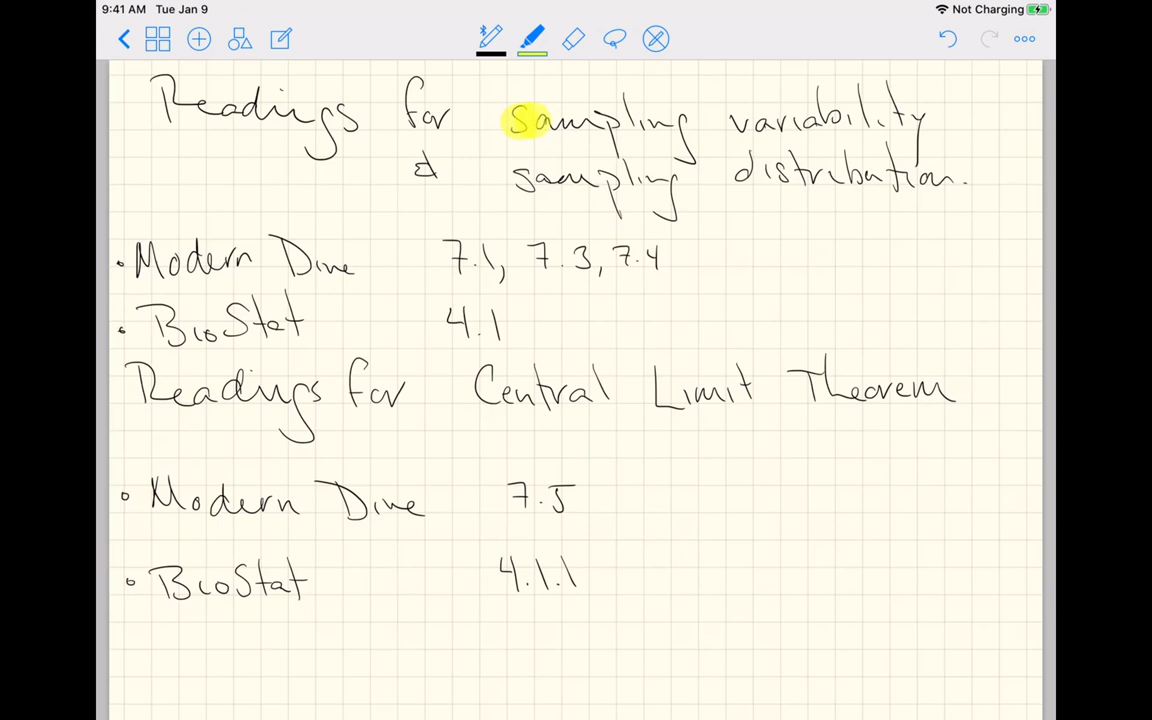 9:41 AM Tue Jan 9
Not Charging
Readings for sampling variability
& sampling distribution.
• Modern Dive 7.1, 7.3, 7.4
• BioStat 4.1
Readings for Central Limit Theorem
• Modern Dive 7.5
• BioStat 4.1.1